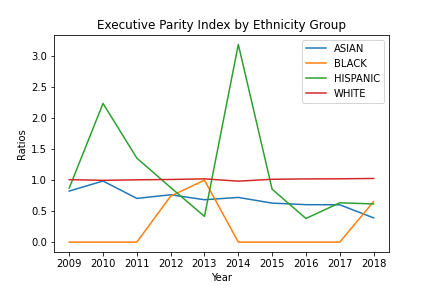 Executive Parity Index by Ethnicity Group
ASIAN
BLACK
HISPANIC
WHITE
Ratios
3.0
2.5
2.0
1.5
1.0
0.5
0.0
2009 2010 2011 2012 2013 2014 2015 2016 2017 2018
Year